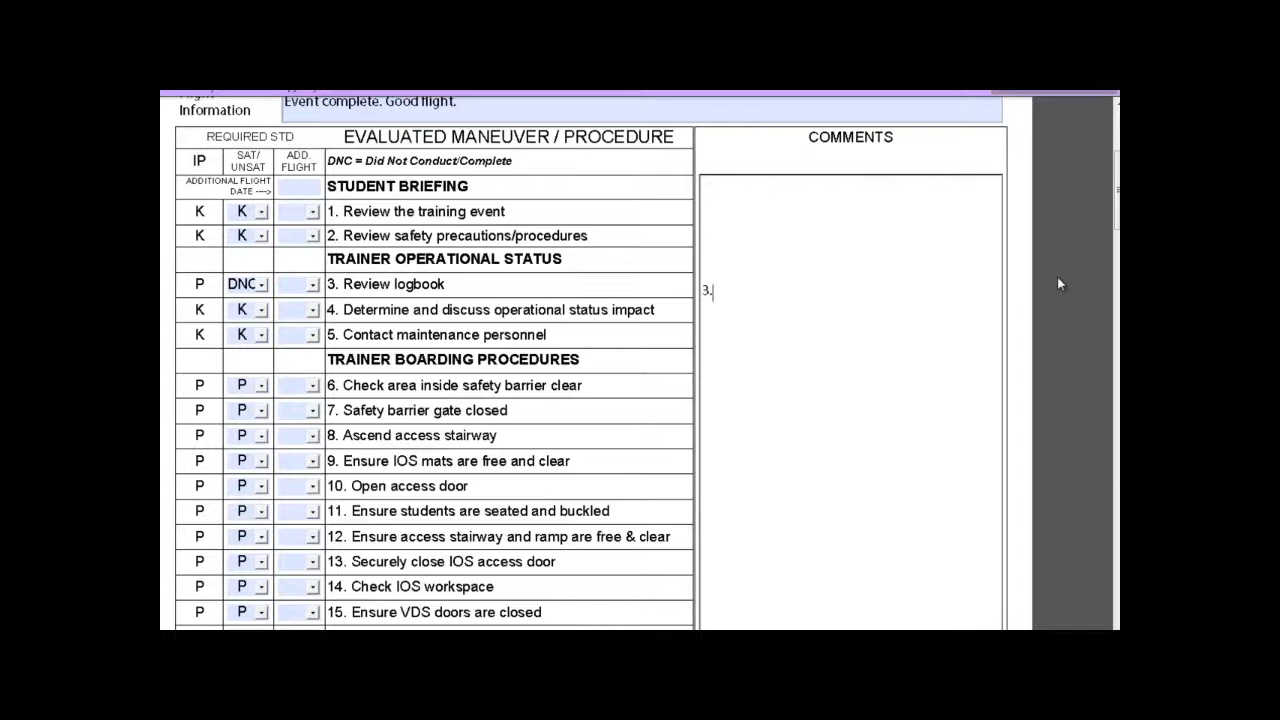 Information
Event complete. Good flight.
REQUIRED STD
EVALUATED MANEUVER / PROCEDURE
COMMENTS
IP
SAT/
UNSAT
ADD.
FLIGHT
DNC = Did Not Conduct/Complete
ADDITIONAL FLIGHT
DATE --->
STUDENT BRIEFING
K K 1. Review the training event
K K 2. Review safety precautions/procedures
TRAINER OPERATIONAL STATUS
P DNC 3. Review logbook
3.
K K 4. Determine and discuss operational status impact
K K 5. Contact maintenance personnel
TRAINER BOARDING PROCEDURES
P P 6. Check area inside safety barrier clear
P P 7. Safety barrier gate closed
P P 8. Ascend access stairway
P P 9. Ensure IOS mats are free and clear
P P 10. Open access door
P P 11. Ensure students are seated and buckled
P P 12. Ensure access stairway and ramp are free & clear
P P 13. Securely close IOS access door
P P 14. Check IOS workspace
P P 15. Ensure VDS doors are closed